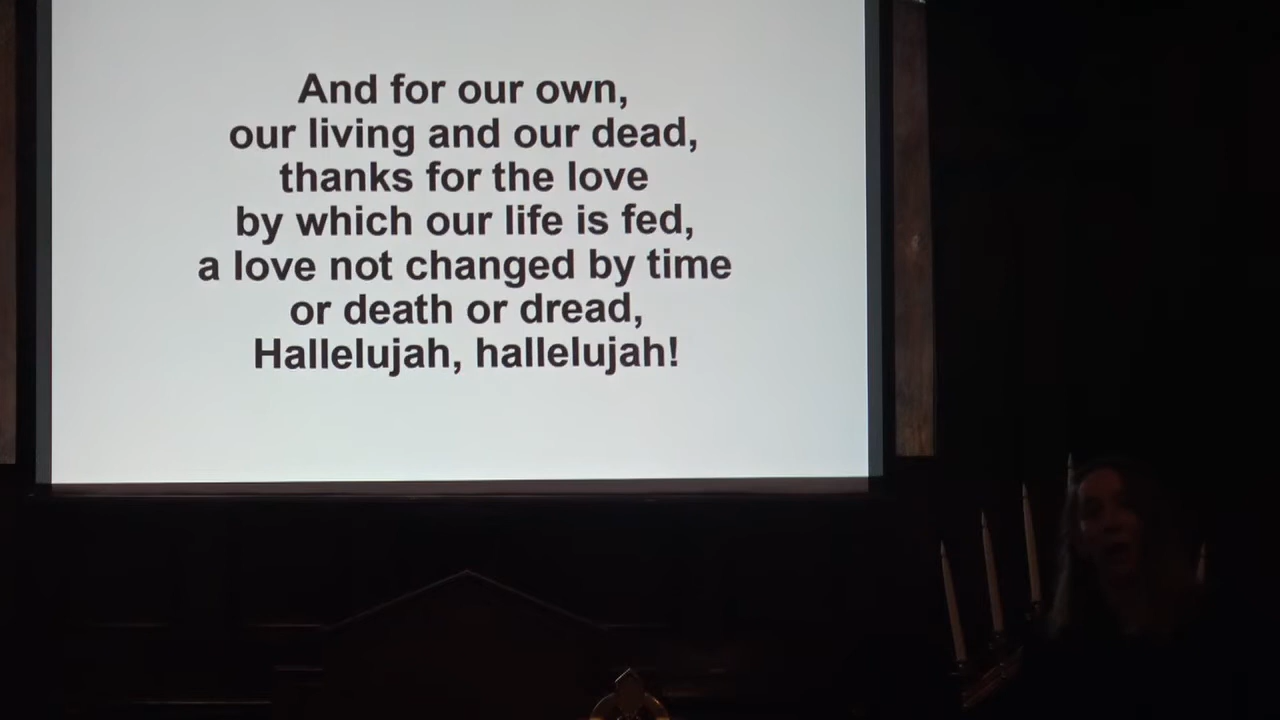 And for our own,
our living and our dead,
thanks for the love
by which our life is fed,
a love not changed by time
or death or dread,
Hallelujah, hallelujah!